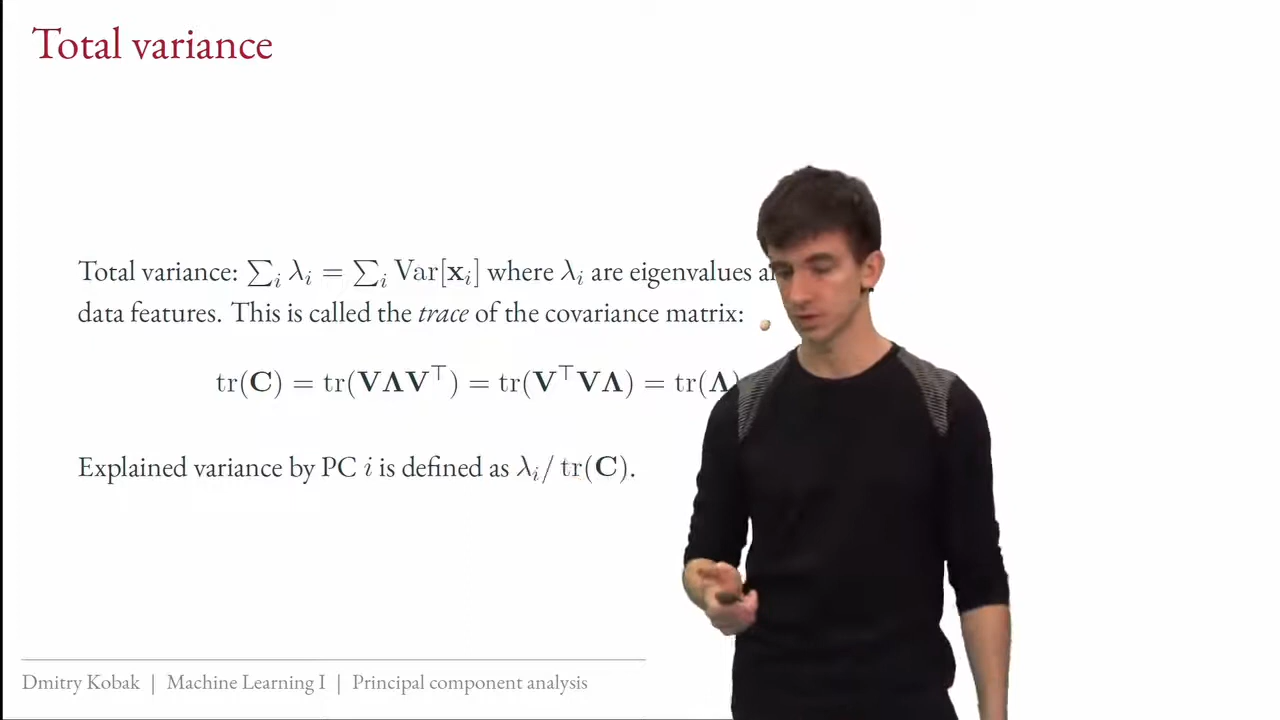 Total variance
Total variance: ∑ᵢ λᵢ = ∑ᵢ Var[𝐱ᵢ] where λᵢ are eigenvalues
data features. This is called the trace of the covariance matrix:
tr(𝐂) = tr(𝐕𝚲𝐕⊤) = tr(𝐕⊤𝐕𝚲) = tr(𝚲)
Explained variance by PC i is defined as λᵢ/ tr(𝐂).
Dmitry Kobak | Machine Learning I | Principal component analysis